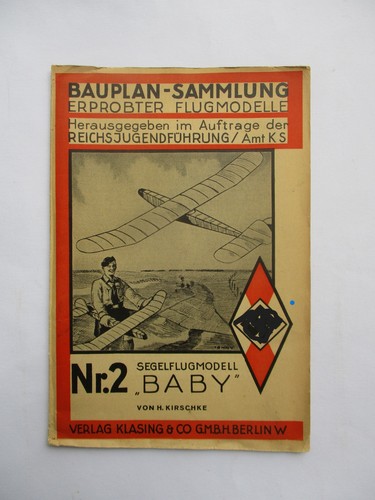 BAUPLAN-SAMMLUNG
ERPROBTER FLUGMODELLE
Herausgegeben im Auftrage der
REICHSJUGENDFÜHRUNG / Amt K S
Nr. 2
SEGELFLUGMODELL
„BABY"
VON H. KIRSCHKE
VERLAG KLASING & CO G.M.B.H. BERLIN W